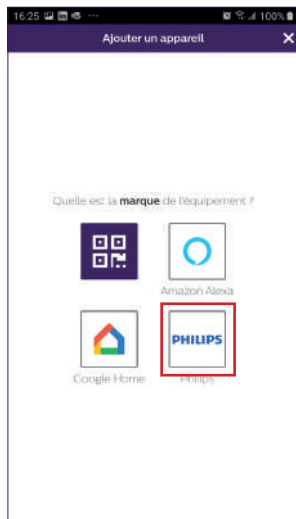 16:25 100%
Ajouter un appareil
Quelle est la marque de l'équipement ?
Amazon Alexa
PHILIPS
Google Home Philips